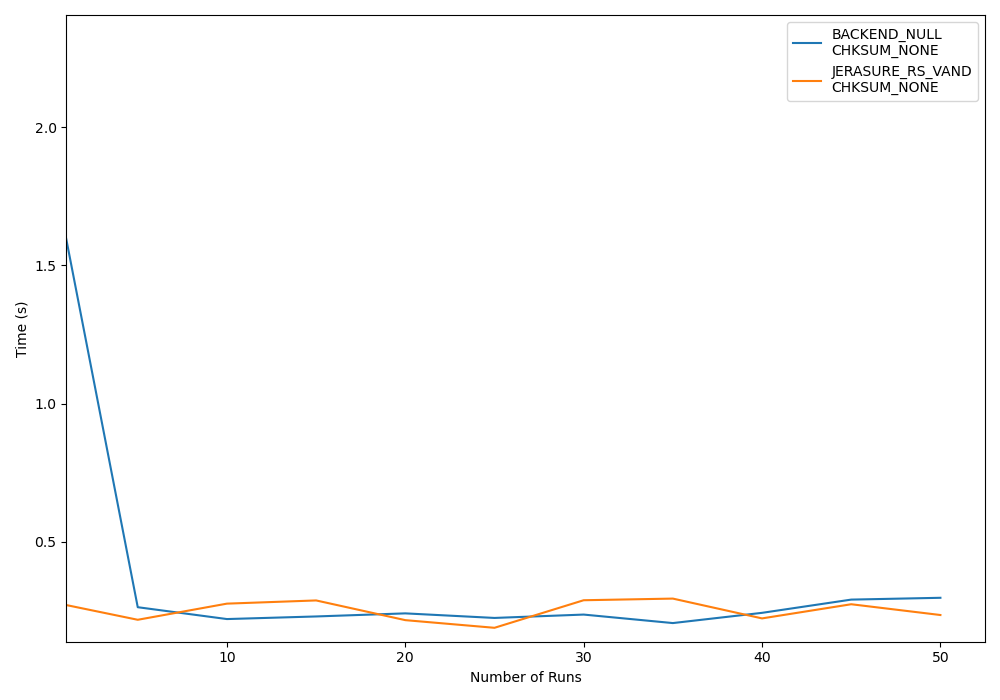 BACKEND_NULL
CHKSUM_NONE
JERASURE_RS_VAND
CHKSUM_NONE
2.0
1.5
1.0
0.5
Time (s)
10 20 30 40 50
Number of Runs